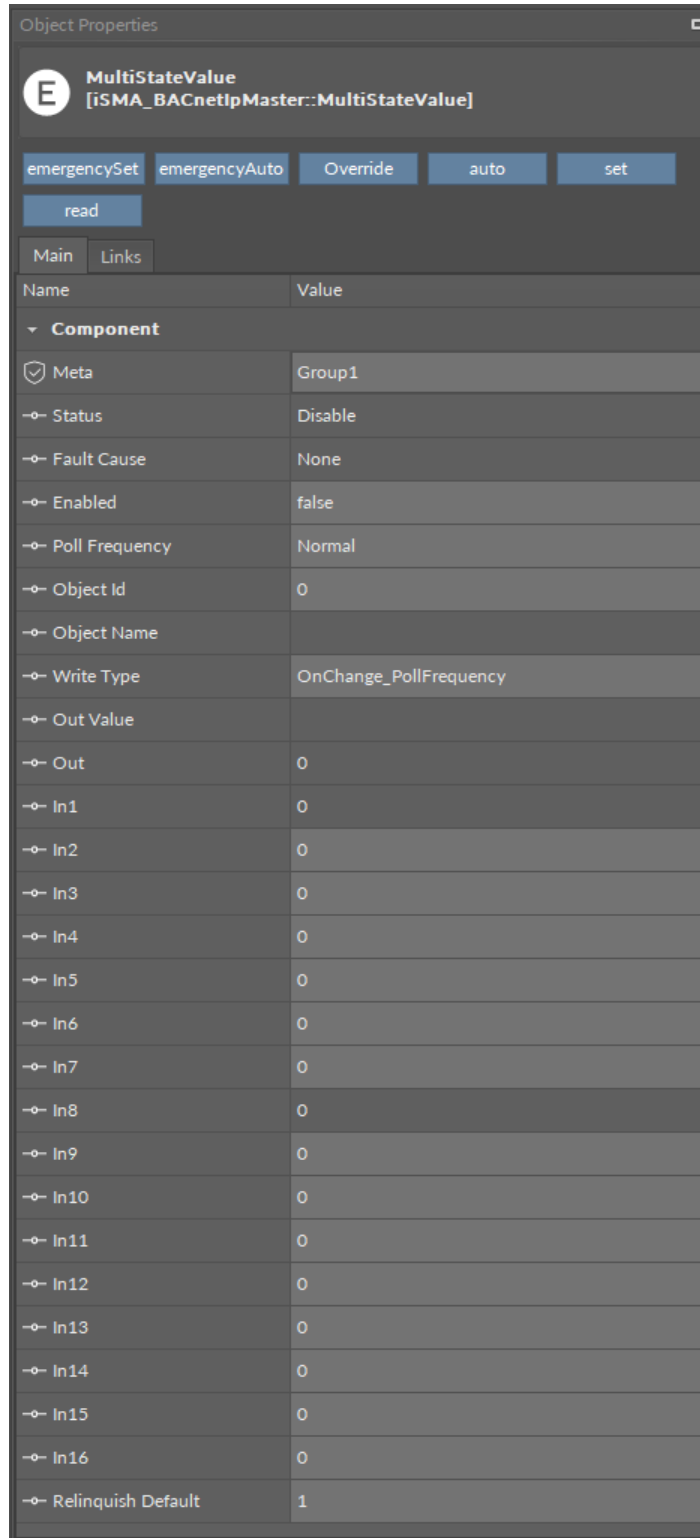 Object Properties
E
MultiStateValue
[iSMA_BACnetIpMaster::MultiStateValue]
emergencySet emergencyAuto Override auto set
read
Main Links
Name Value
Component
Meta Group1
Status Disable
Fault Cause None
Enabled false
Poll Frequency Normal
Object Id 0
Object Name
Write Type OnChange_PollFrequency
Out Value
Out 0
In1 0
In2 0
In3 0
In4 0
In5 0
In6 0
In7 0
In8 0
In9 0
In10 0
In11 0
In12 0
In13 0
In14 0
In15 0
In16 0
Relinquish Default 1